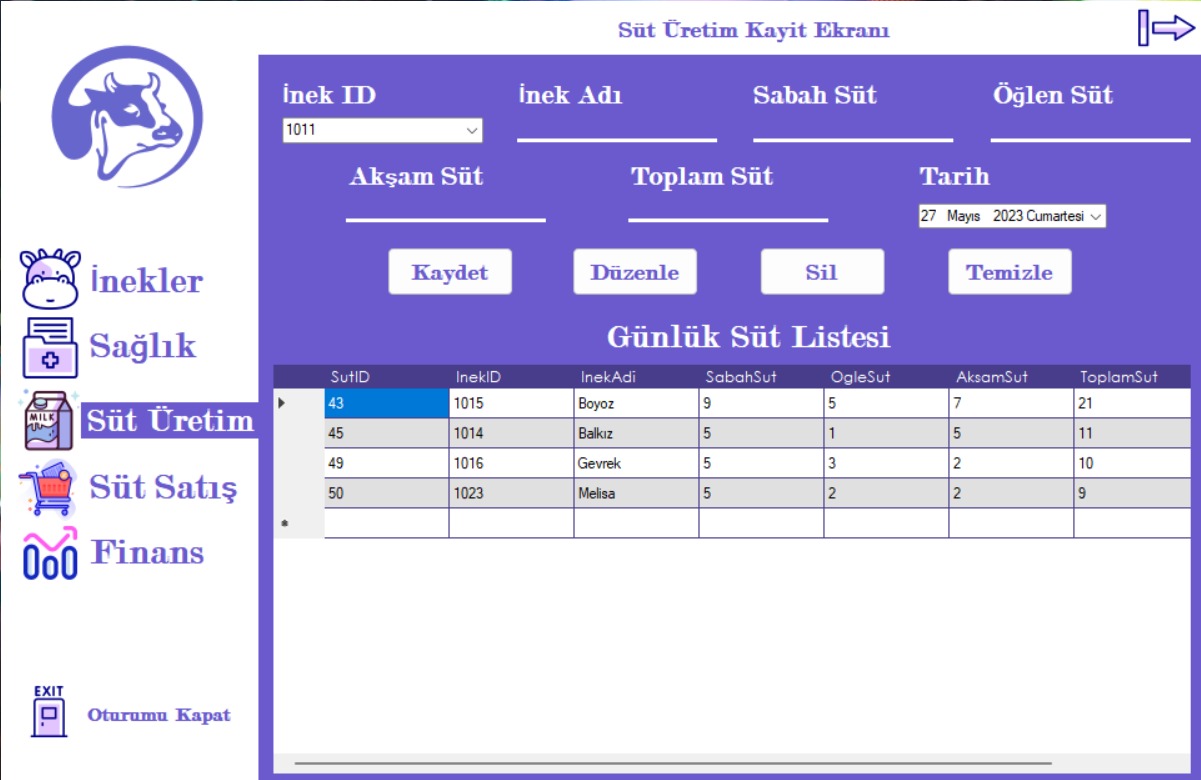 Süt Üretim Kayit Ekranı
İnek ID İnek Adı Sabah Süt Öğlen Süt
1011
Akşam Süt Toplam Süt Tarih
27 Mayıs 2023 Cumartesi
Kaydet Düzenle Sil Temizle
Günlük Süt Listesi
SutID InekID InekAdi SabahSut OgleSut AksamSut ToplamSut
43 1015 Boyoz 9 5 7 21
45 1014 Balkız 5 1 5 11
49 1016 Gevrek 5 3 2 10
50 1023 Melisa 5 2 2 9
İnekler
Sağlık
MILK
Süt Üretim
Süt Satış
Finans
EXIT
Oturumu Kapat